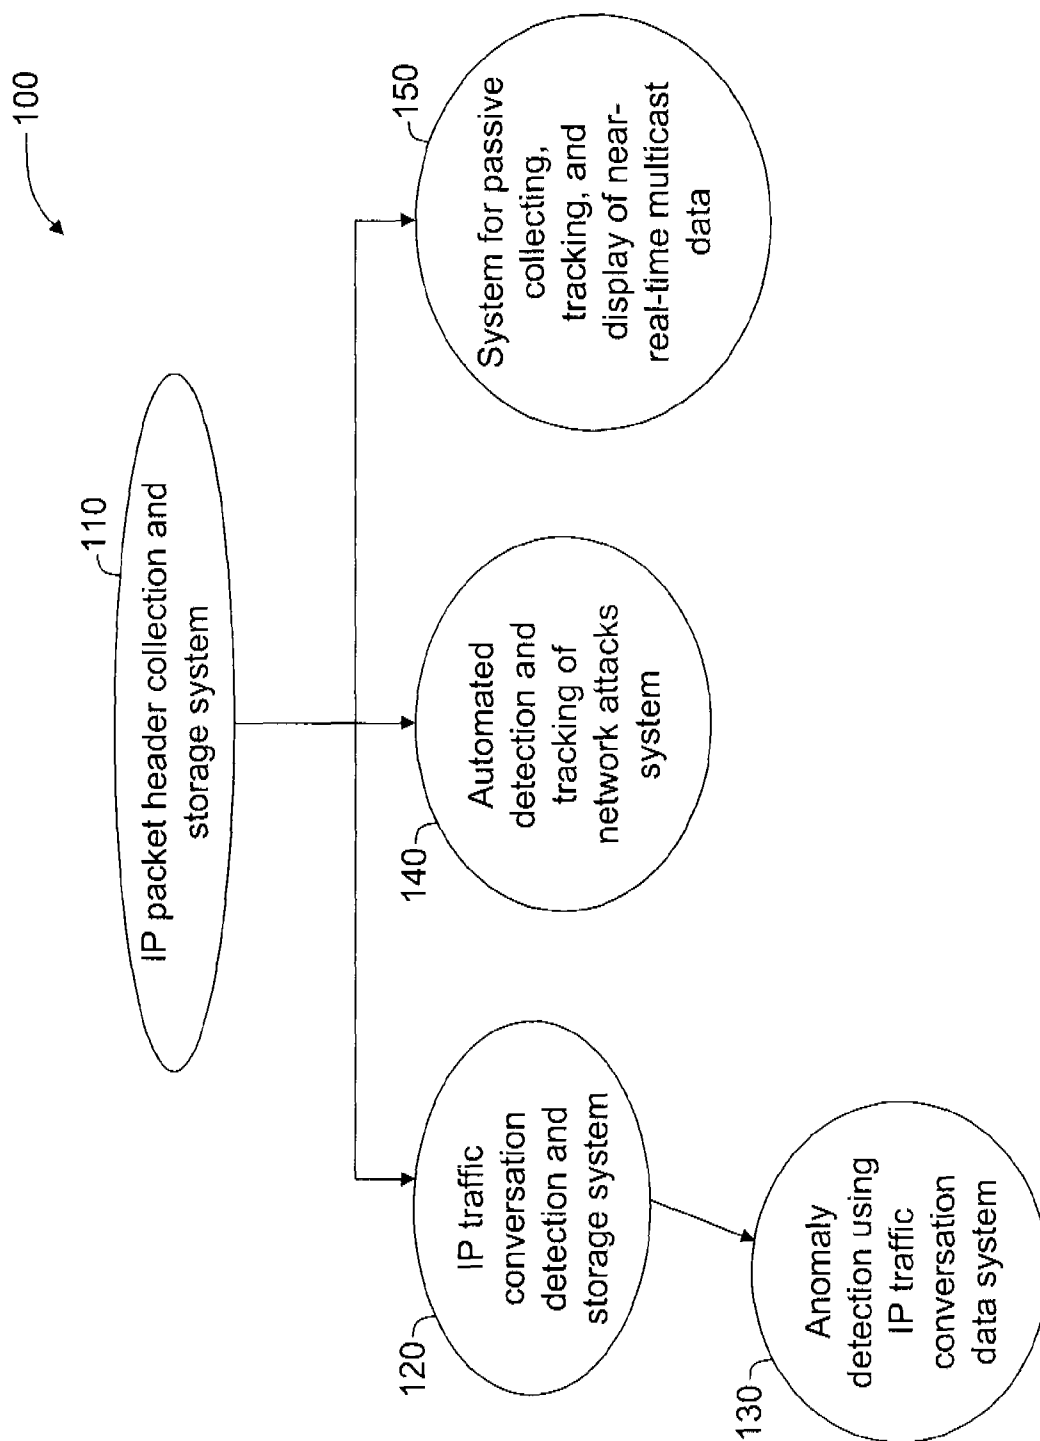 100
110
IP packet header collection and
storage system
120
IP traffic
conversation
detection and
storage system
140
Automated
detection and
tracking of
network attacks
system
150
System for passive
collecting,
tracking, and
display of near-
real-time multicast
data
130
Anomaly
detection using
IP traffic
conversation
data system